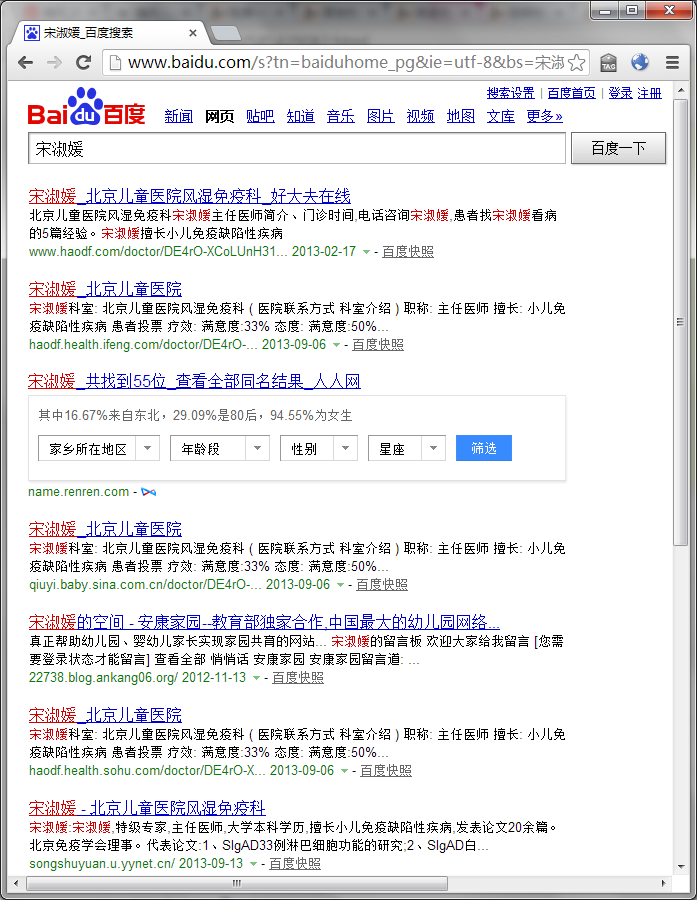 宋淑媛_百度搜索
www.baidu.com/s?tn=baiduhome_pg&ie=utf-8&bs=宋淑
TAG
搜索设置 | 百度首页 | 登录 注册
Bai du 百度
新闻 网页 贴吧 知道 音乐 图片 视频 地图 文库 更多»
宋淑媛
百度一下
宋淑媛_北京儿童医院风湿免疫科_好大夫在线
北京儿童医院风湿免疫科宋淑媛主任医师简介、门诊时间,电话咨询宋淑媛,患者找宋淑媛看病
的5篇经验。宋淑媛擅长小儿免疫缺陷性疾病
www.haodf.com/doctor/DE4rO-XCoLUnH31... 2013-02-17 - 百度快照
宋淑媛_北京儿童医院
宋淑媛科室: 北京儿童医院风湿免疫科 ( 医院联系方式 科室介绍 ) 职称: 主任医师 擅长: 小儿免
疫缺陷性疾病 患者投票 疗效: 满意度:33% 态度: 满意度:50%...
haodf.health.ifeng.com/doctor/DE4rO-... 2013-09-06 - 百度快照
宋淑媛_共找到55位_查看全部同名结果_人人网
其中16.67%来自东北，29.09%是80后，94.55%为女生
家乡所在地区 年龄段 性别 星座 筛选
name.renren.com -
宋淑媛_北京儿童医院
宋淑媛科室: 北京儿童医院风湿免疫科 ( 医院联系方式 科室介绍 ) 职称: 主任医师 擅长: 小儿免
疫缺陷性疾病 患者投票 疗效: 满意度:33% 态度: 满意度:50%...
qiuyi.baby.sina.com.cn/doctor/DE4rO-... 2013-09-06 - 百度快照
宋淑媛的空间 - 安康家园--教育部独家合作,中国最大的幼儿园网络...
真正帮助幼儿园、婴幼儿家长实现家园共育的网站... 宋淑媛的留言板 欢迎大家给我留言 [您需
要登录状态才能留言] 查看全部 悄悄话 安康家园 安康家园留言道: ...
22738.blog.ankang06.org/ 2012-11-13 - 百度快照
宋淑媛_北京儿童医院
宋淑媛科室: 北京儿童医院风湿免疫科 ( 医院联系方式 科室介绍 ) 职称: 主任医师 擅长: 小儿免
疫缺陷性疾病 患者投票 疗效: 满意度:33% 态度: 满意度:50%...
haodf.health.sohu.com/doctor/DE4rO-X... 2013-09-06 - 百度快照
宋淑媛 - 北京儿童医院风湿免疫科
宋淑媛:宋淑媛,特级专家,主任医师,大学本科学历,擅长小儿免疫缺陷性疾病,发表论文20余篇。
北京免疫学会理事。代表论文:1、SIgAD33例淋巴细胞功能的研究;2、SIgAD白...
songshuyuan.u.yynet.cn/ 2013-09-13 - 百度快照